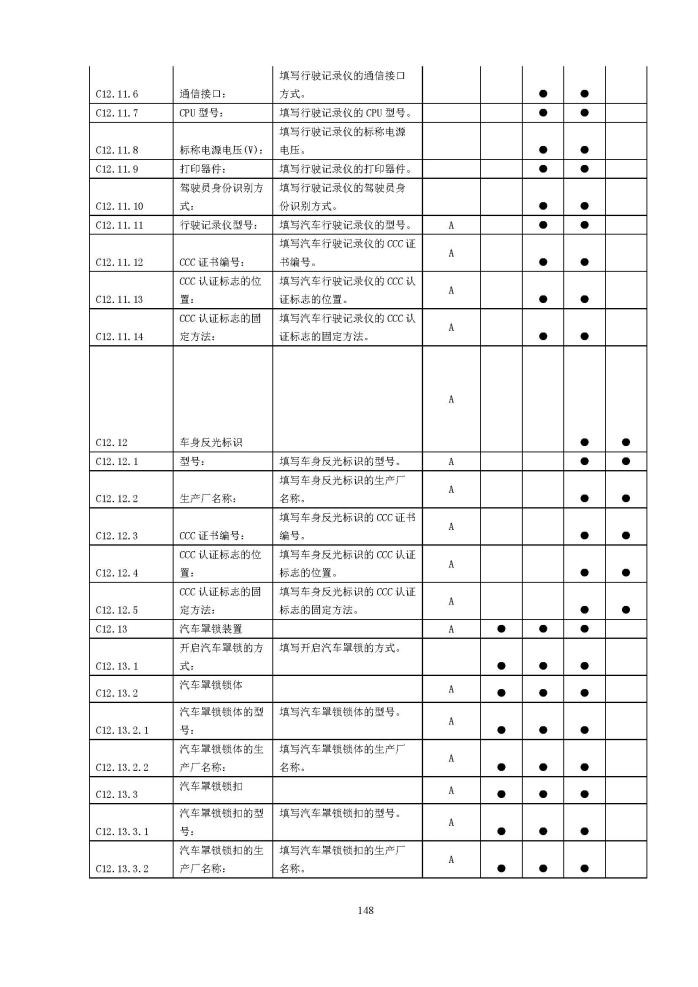 填写行驶记录仪的通信接口
C12.11.6 通信接口： 方式。 ● ●
C12.11.7 CPU 型号： 填写行驶记录仪的 CPU 型号。 ● ●
填写行驶记录仪的标称电源
C12.11.8 标称电源电压(V)： 电压。 ● ●
C12.11.9 打印器件： 填写行驶记录仪的打印器件。 ● ●
驾驶员身份识别方 填写行驶记录仪的驾驶员身
C12.11.10 式： 份识别方式。 ● ●
C12.11.11 行驶记录仪型号： 填写汽车行驶记录仪的型号。 A ● ●
填写汽车行驶记录仪的 CCC 证
A
C12.11.12 CCC 证书编号： 书编号。 ● ●
CCC 认证标志的位 填写汽车行驶记录仪的 CCC 认
A
C12.11.13 置： 证标志的位置。 ● ●
CCC 认证标志的固 填写汽车行驶记录仪的 CCC 认
A
C12.11.14 定方法： 证标志的固定方法。 ● ●
A
C12.12 车身反光标识 ● ●
C12.12.1 型号： 填写车身反光标识的型号。 A ● ●
填写车身反光标识的生产厂
A
C12.12.2 生产厂名称： 名称。 ● ●
填写车身反光标识的 CCC 证书
A
C12.12.3 CCC 证书编号： 编号。 ● ●
CCC 认证标志的位 填写车身反光标识的 CCC 认证
A
C12.12.4 置： 标志的位置。 ● ●
CCC 认证标志的固 填写车身反光标识的 CCC 认证
A
C12.12.5 定方法： 标志的固定方法。 ● ●
C12.13 汽车罩锁装置 A ● ● ●
开启汽车罩锁的方 填写开启汽车罩锁的方式。
C12.13.1 式： ● ● ●
汽车罩锁锁体 A
C12.13.2 ● ● ●
汽车罩锁锁体的型 填写汽车罩锁锁体的型号。
A
C12.13.2.1 号： ● ● ●
汽车罩锁锁体的生 填写汽车罩锁锁体的生产厂
A
C12.13.2.2 产厂名称： 名称。 ● ● ●
汽车罩锁锁扣 A
C12.13.3 ● ● ●
汽车罩锁锁扣的型 填写汽车罩锁锁扣的型号。
A
C12.13.3.1 号： ● ● ●
汽车罩锁锁扣的生 填写汽车罩锁锁扣的生产厂
A
C12.13.3.2 产厂名称： 名称。 ● ● ●
148